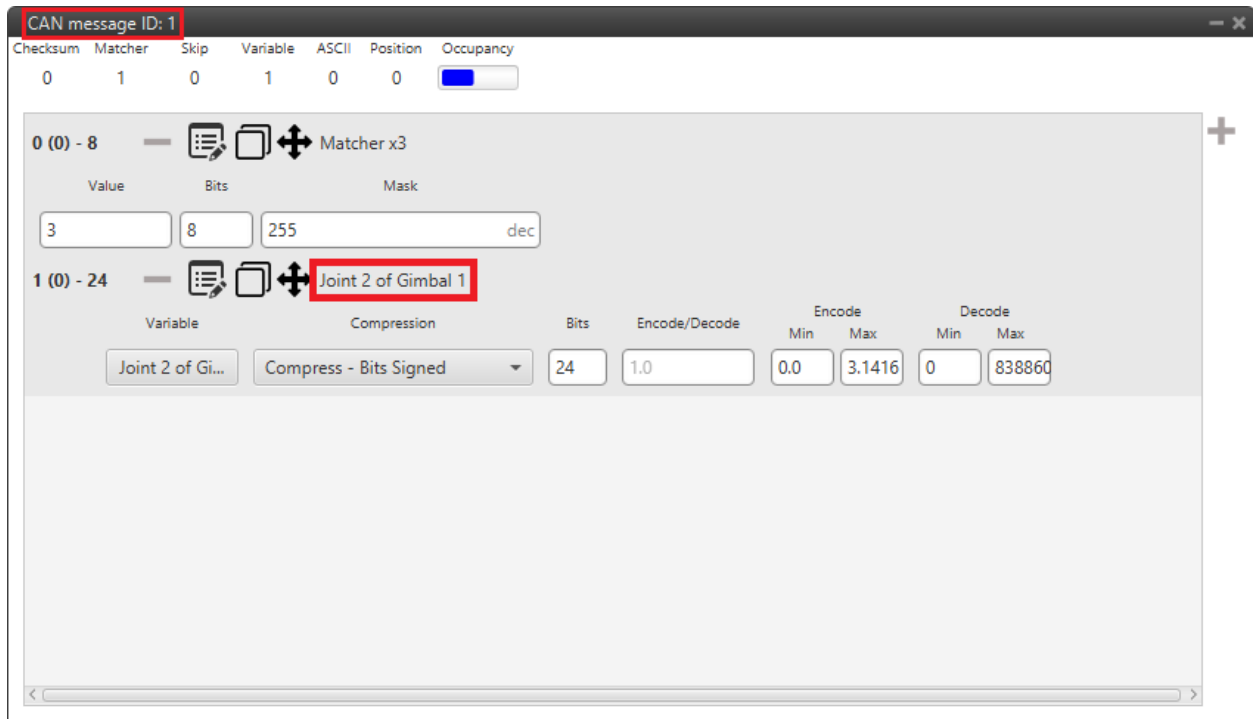 CAN message ID: 1
Checksum Matcher Skip Variable ASCII Position Occupancy
0 1 0 1 0 0
0 (0) - 8 Matcher x3
Value Bits Mask
3 8 255 dec
1 (0) - 24 Joint 2 of Gimbal 1
Variable Compression Bits Encode/Decode Encode Decode
Min Max Min Max
Joint 2 of Gi... Compress - Bits Signed 24 1.0 0.0 3.1416 0 838860